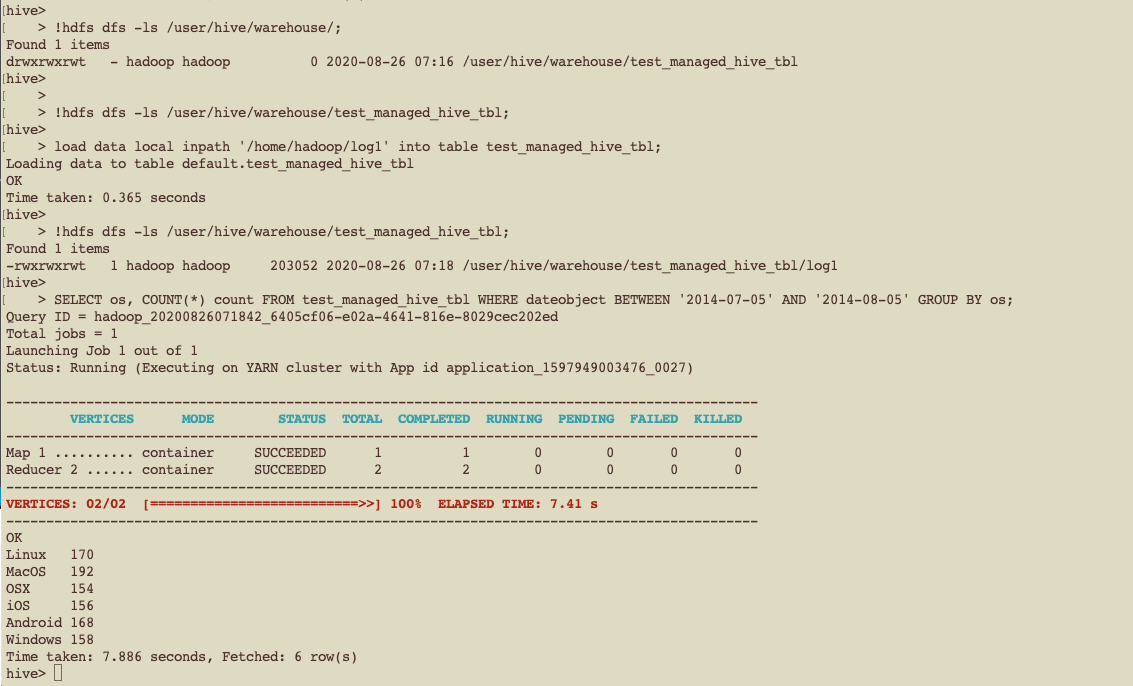 [hive>
[    > !hdfs dfs -ls /user/hive/warehouse/;
Found 1 items
drwxrwxrwt   - hadoop hadoop          0 2020-08-26 07:16 /user/hive/warehouse/test_managed_hive_tbl
[hive>
[    >
[    > !hdfs dfs -ls /user/hive/warehouse/test_managed_hive_tbl;
[hive>
[    > load data local inpath '/home/hadoop/log1' into table test_managed_hive_tbl;
Loading data to table default.test_managed_hive_tbl
OK
Time taken: 0.365 seconds
[hive>
[    > !hdfs dfs -ls /user/hive/warehouse/test_managed_hive_tbl;
Found 1 items
-rwxrwxrwt   1 hadoop hadoop     203052 2020-08-26 07:18 /user/hive/warehouse/test_managed_hive_tbl/log1
[hive>
[    > SELECT os, COUNT(*) count FROM test_managed_hive_tbl WHERE dateobject BETWEEN '2014-07-05' AND '2014-08-05' GROUP BY os;
Query ID = hadoop_20200826071842_6405cf06-e02a-4641-816e-8029cec202ed
Total jobs = 1
Launching Job 1 out of 1
Status: Running (Executing on YARN cluster with App id application_1597949003476_0027)
----------------------------------------------------------------------------------------------
        VERTICES      MODE        STATUS  TOTAL  COMPLETED  RUNNING  PENDING  FAILED  KILLED
----------------------------------------------------------------------------------------------
Map 1 .......... container     SUCCEEDED      1          1        0        0       0       0
Reducer 2 ...... container     SUCCEEDED      2          2        0        0       0       0
----------------------------------------------------------------------------------------------
VERTICES: 02/02  [==========================>>] 100%  ELAPSED TIME: 7.41 s
----------------------------------------------------------------------------------------------
OK
Linux   170
MacOS   192
OSX     154
iOS     156
Android 168
Windows 158
Time taken: 7.886 seconds, Fetched: 6 row(s)
hive>